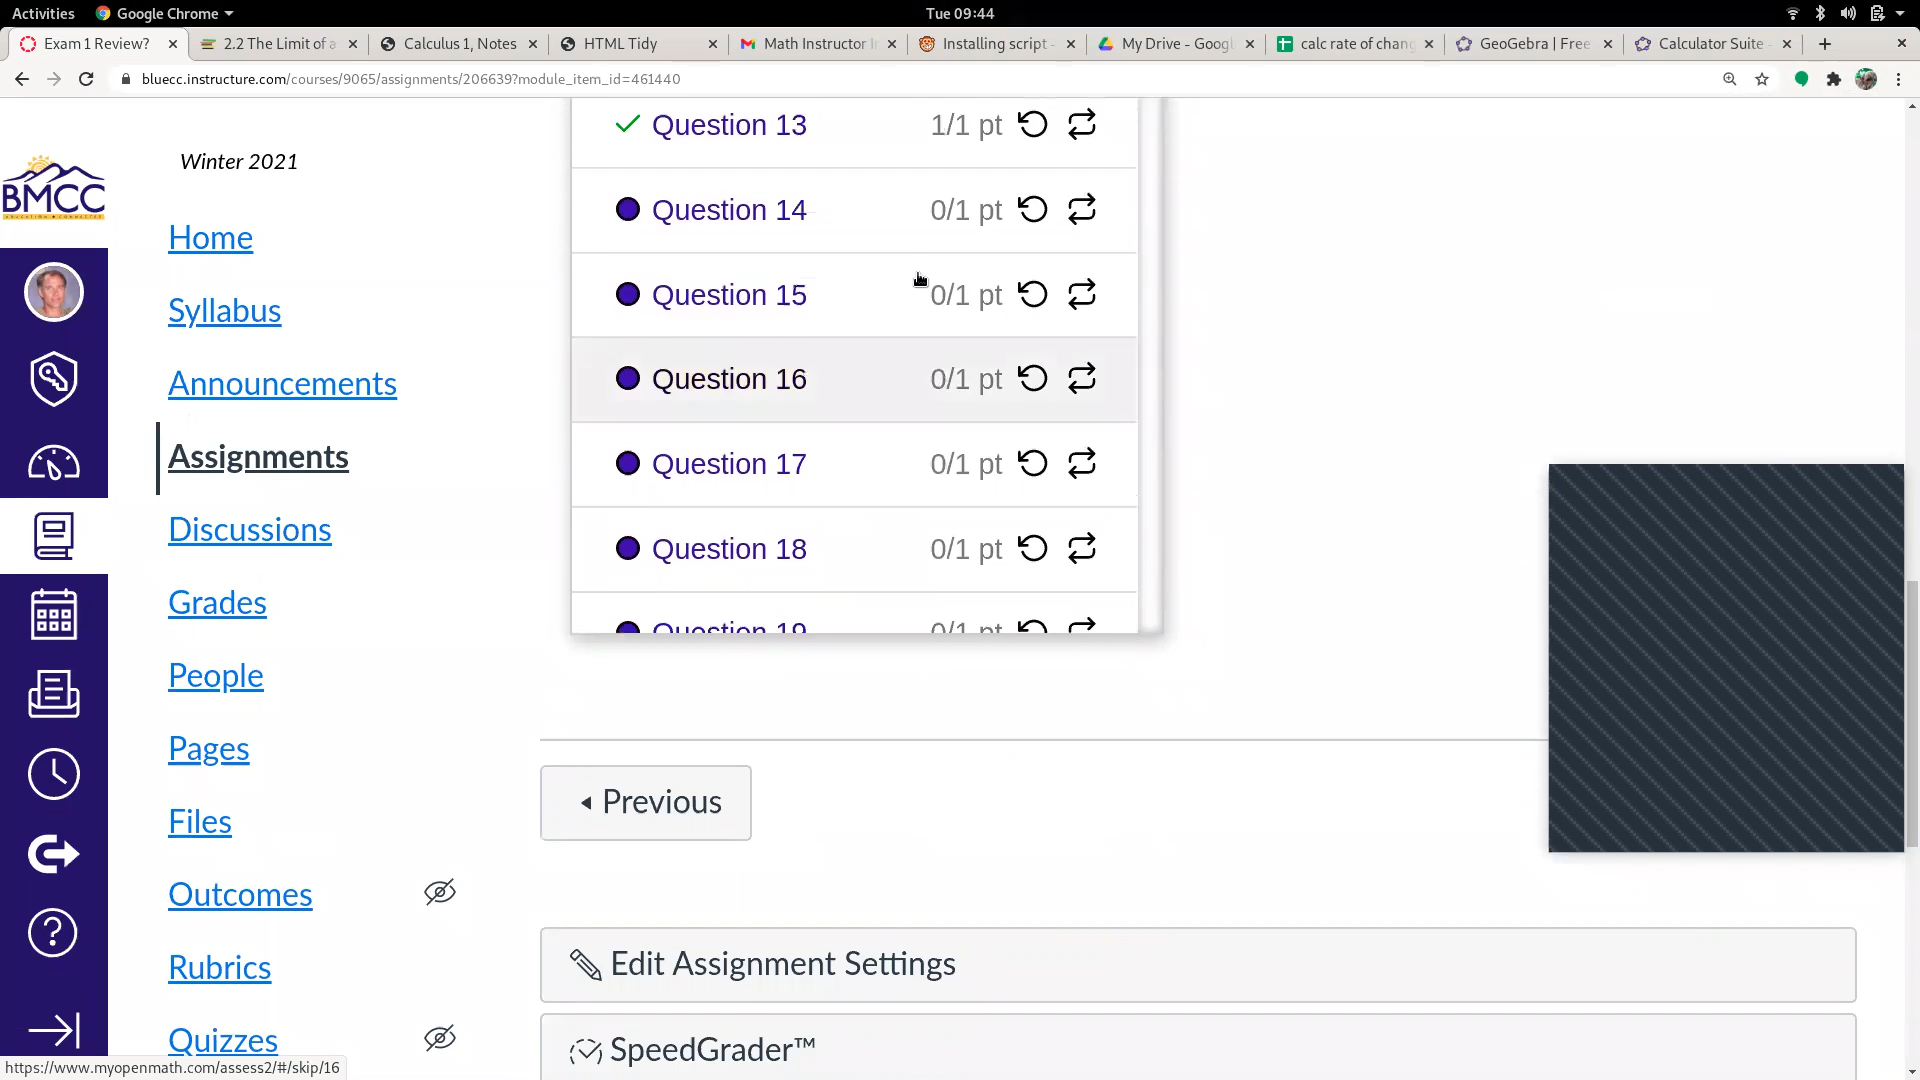 Activities Google Chrome Tue 09:44
Exam 1 Review? 2.2 The Limit of a Calculus 1, Notes HTML Tidy Math Instructor I Installing script - My Drive - Googl calc rate of chang GeoGebra | Free Calculator Suite -
bluecc.instructure.com/courses/9065/assignments/206639?module_item_id=461440
BMCC
Winter 2021
Home
Syllabus
Announcements
Assignments
Discussions
Grades
People
Pages
Files
Outcomes
Rubrics
Quizzes
Question 13 1/1 pt
Question 14 0/1 pt
Question 15 0/1 pt
Question 16 0/1 pt
Question 17 0/1 pt
Question 18 0/1 pt
Question 19 0/1 pt
Previous
Edit Assignment Settings
SpeedGrader™
https://www.myopenmath.com/assess2/#/skip/16